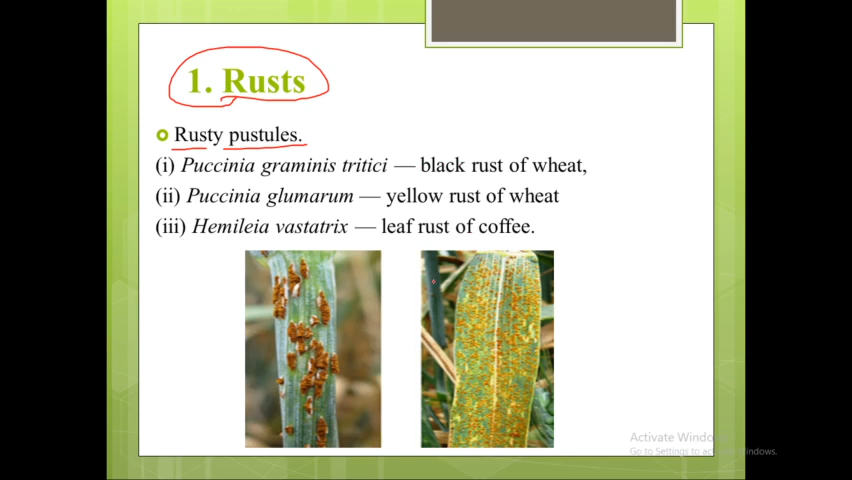 1. Rusts
Rusty pustules.
(i) Puccinia graminis tritici — black rust of wheat,
(ii) Puccinia glumarum — yellow rust of wheat
(iii) Hemileia vastatrix — leaf rust of coffee.
Activate Windo
Go to Settings to ac indows.